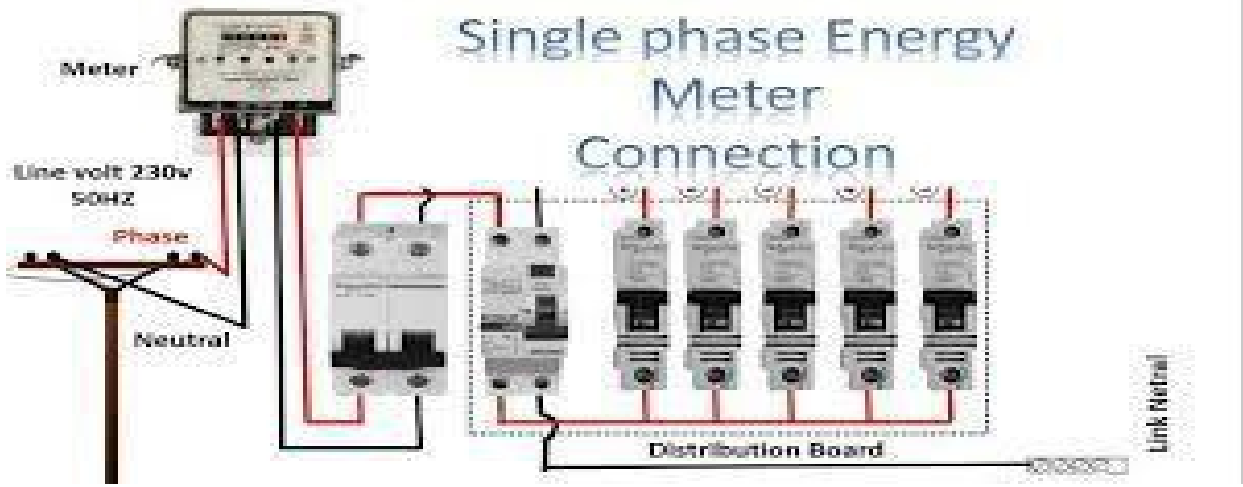 Single phase Energy
Meter
Connection
Meter
Line volt 230v
50HZ
Phase
Neutral
Distribution Board
Link Netral